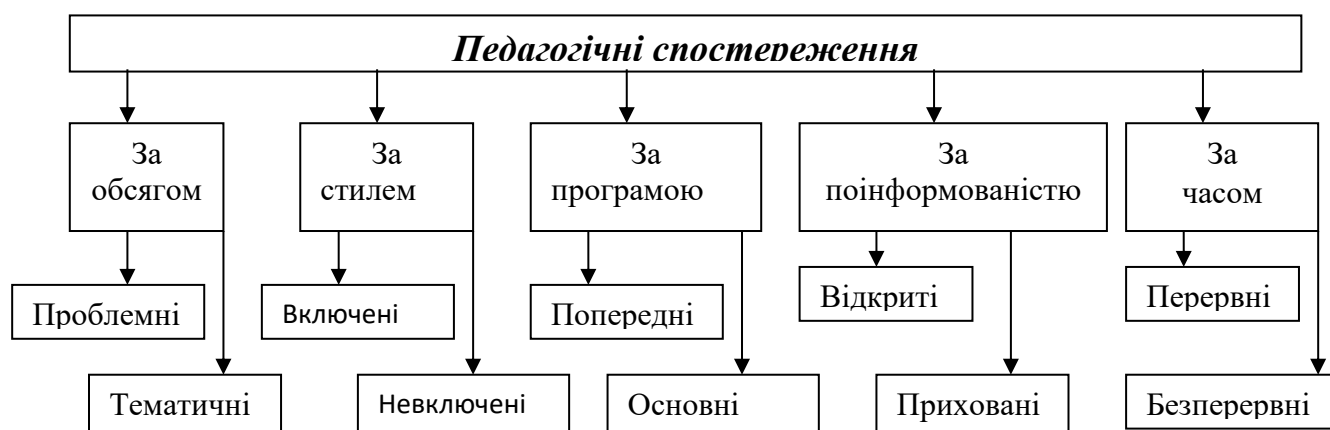 Педагогічні спостереження
За
обсягом
За
стилем
За
програмою
За
поінформованістю
За
часом
Проблемні
Включені
Попередні
Відкриті
Перервні
Тематичні
Невключені
Основні
Приховані
Безперервні